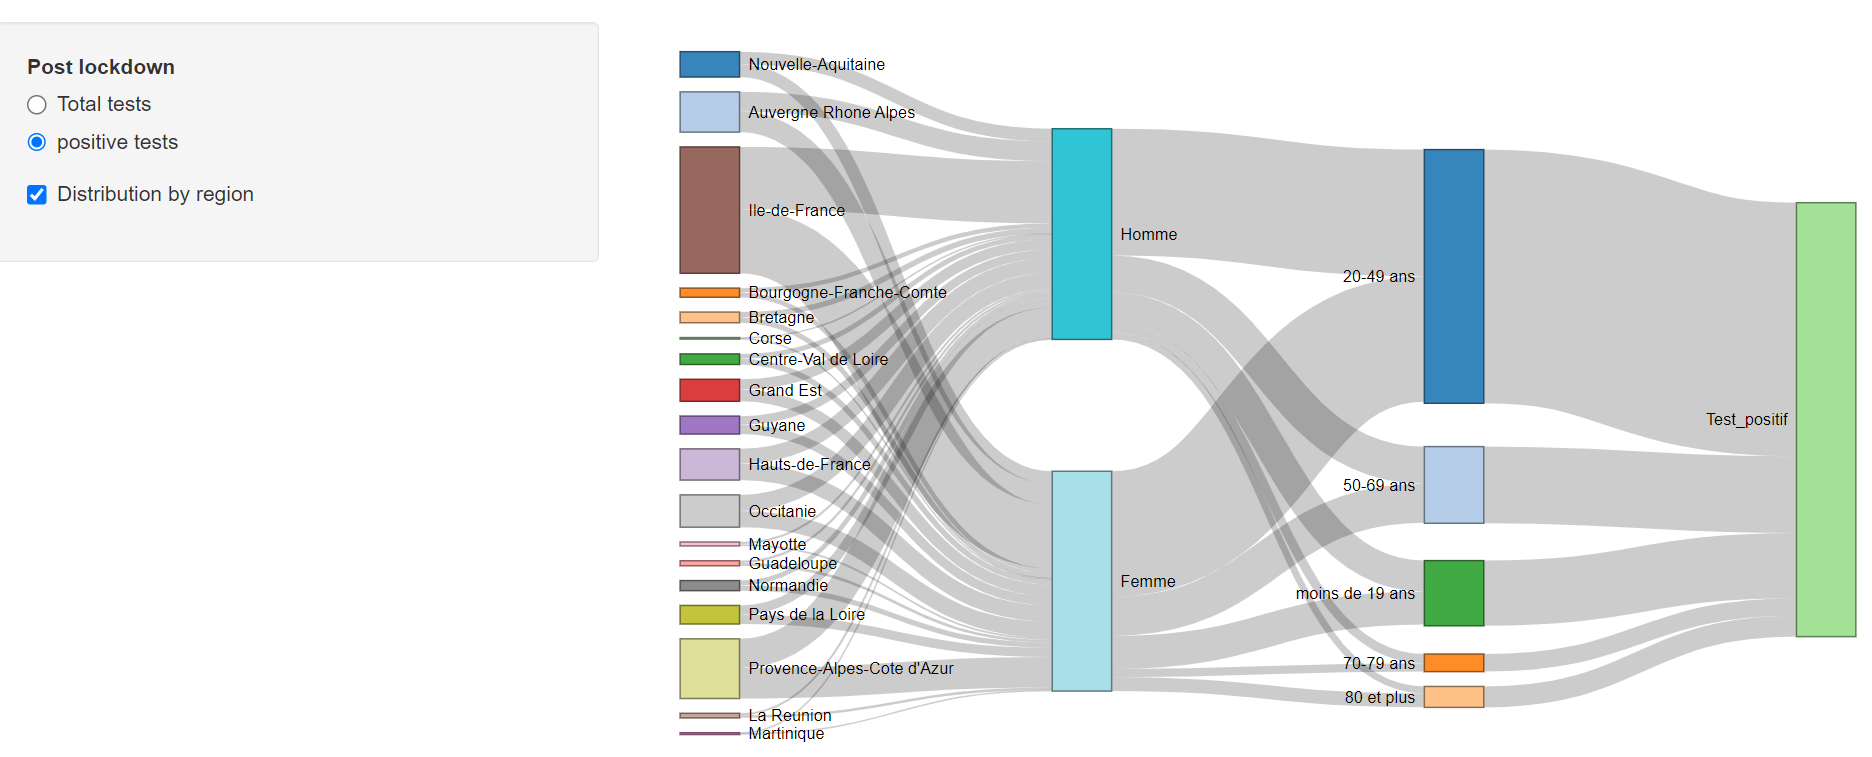 Post lockdown
Total tests
positive tests
Distribution by region
Nouvelle-Aquitaine
Auvergne Rhone Alpes
Ile-de-France
Bourgogne-Franche-Comte
Bretagne
Corse
Centre-Val de Loire
Grand Est
Guyane
Hauts-de-France
Occitanie
Mayotte
Guadeloupe
Normandie
Pays de la Loire
Provence-Alpes-Cote d'Azur
La Reunion
Martinique
Homme
Femme
20-49 ans
50-69 ans
moins de 19 ans
70-79 ans
80 et plus
Test_positif